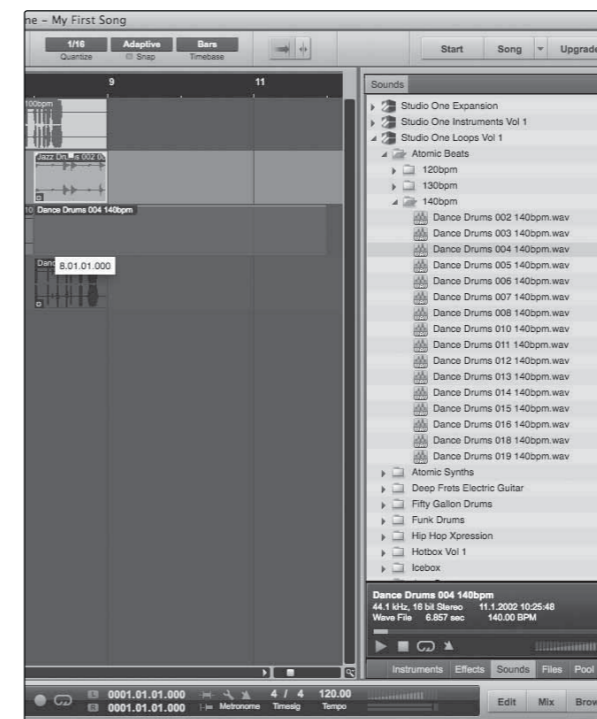 ne – My First Song
1/16 Adaptive Bars
Quantize Snap Timebase
Start Song Upgrade
9 11
100bpm
Jazz Dru
Dance Drums 004 140bpm
8.01.01.000
Sounds
Studio One Expansion
Studio One Instruments Vol 1
Studio One Loops Vol 1
Atomic Beats
120bpm
130bpm
140bpm
Dance Drums 002 140bpm.wav
Dance Drums 003 140bpm.wav
Dance Drums 004 140bpm.wav
Dance Drums 005 140bpm.wav
Dance Drums 006 140bpm.wav
Dance Drums 007 140bpm.wav
Dance Drums 008 140bpm.wav
Dance Drums 010 140bpm.wav
Dance Drums 011 140bpm.wav
Dance Drums 012 140bpm.wav
Dance Drums 013 140bpm.wav
Dance Drums 014 140bpm.wav
Dance Drums 015 140bpm.wav
Dance Drums 016 140bpm.wav
Dance Drums 018 140bpm.wav
Dance Drums 019 140bpm.wav
Atomic Synths
Deep Frets Electric Guitar
Fifty Gallon Drums
Funk Drums
Hip Hop Xpression
Hotbox Vol 1
Icebox
Dance Drums 004 140bpm
44.1 kHz, 16 bit Stereo 11.1.2002 10:25:48
Wave File 6.857 sec 140.00 BPM
Instruments Effects Sounds Files Pool
L 0001.01.01.000 4 / 4 120.00
R 0001.01.01.000 Metronome Timesig Tempo
Edit Mix Brow